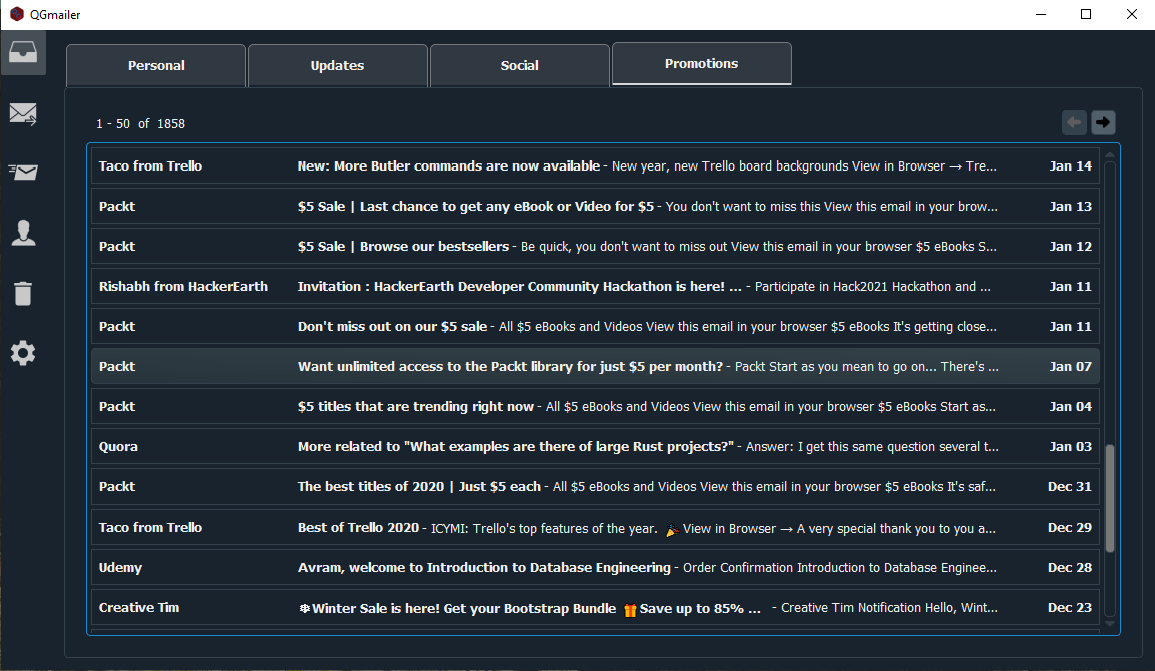 QGmailer
Personal Updates Social Promotions
1 - 50 of 1858
Taco from Trello New: More Butler commands are now available - New year, new Trello board backgrounds View in Browser → Tre... Jan 14
Packt $5 Sale | Last chance to get any eBook or Video for $5 - You don't want to miss this View this email in your brow... Jan 13
Packt $5 Sale | Browse our bestsellers - Be quick, you don't want to miss out View this email in your browser $5 eBooks S... Jan 12
Rishabh from HackerEarth Invitation : HackerEarth Developer Community Hackathon is here! ... - Participate in Hack2021 Hackathon and ... Jan 11
Packt Don't miss out on our $5 sale - All $5 eBooks and Videos View this email in your browser $5 eBooks It's getting close... Jan 11
Packt Want unlimited access to the Packt library for just $5 per month? - Packt Start as you mean to go on... There's ... Jan 07
Packt $5 titles that are trending right now - All $5 eBooks and Videos View this email in your browser $5 eBooks Start as... Jan 04
Quora More related to "What examples are there of large Rust projects?" - Answer: I get this same question several t... Jan 03
Packt The best titles of 2020 | Just $5 each - All $5 eBooks and Videos View this email in your browser $5 eBooks It's saf... Dec 31
Taco from Trello Best of Trello 2020 - ICYMI: Trello's top features of the year. 🎉 View in Browser → A very special thank you to you a... Dec 29
Udemy Avram, welcome to Introduction to Database Engineering - Order Confirmation Introduction to Database Enginee... Dec 28
Creative Tim ❄Winter Sale is here! Get your Bootstrap Bundle 🎁Save up to 85% ... - Creative Tim Notification Hello, Wint... Dec 23